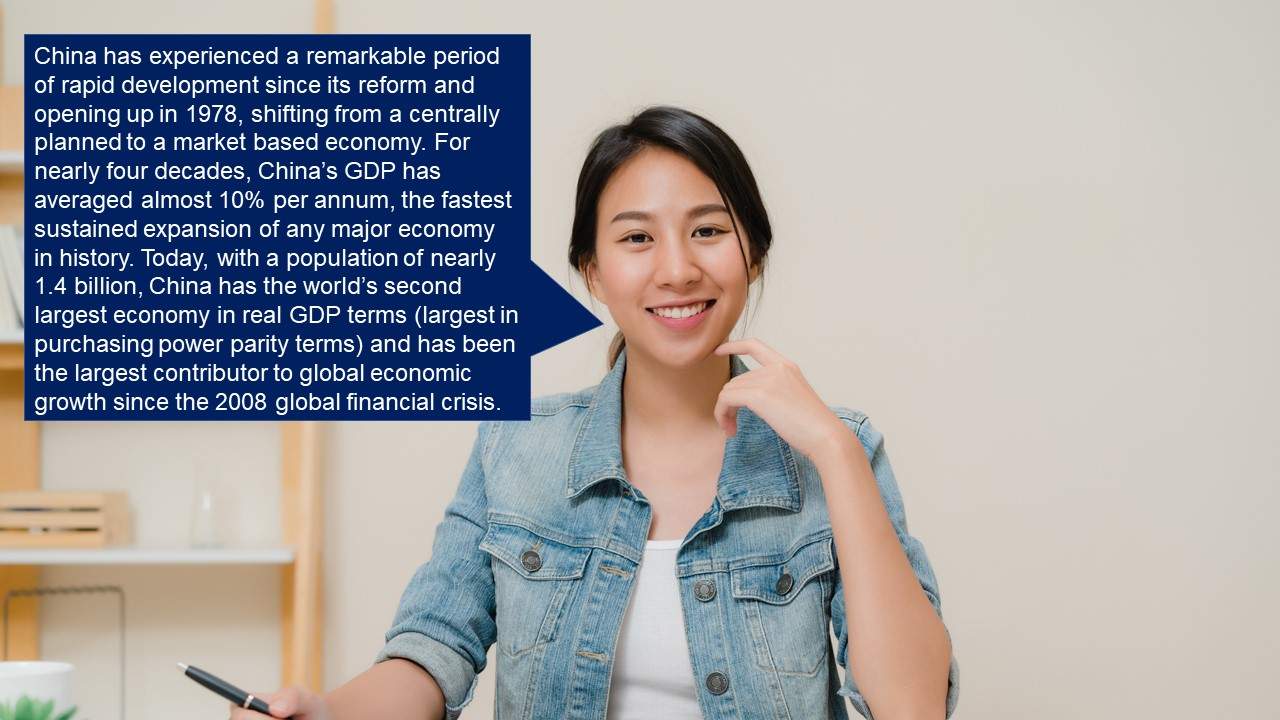 China has experienced a remarkable period
of rapid development since its reform and
opening up in 1978, shifting from a centrally
planned to a market based economy. For
nearly four decades, China’s GDP has
averaged almost 10% per annum, the fastest
sustained expansion of any major economy
in history. Today, with a population of nearly
1.4 billion, China has the world’s second
largest economy in real GDP terms (largest in
purchasing power parity terms) and has been
the largest contributor to global economic
growth since the 2008 global financial crisis.